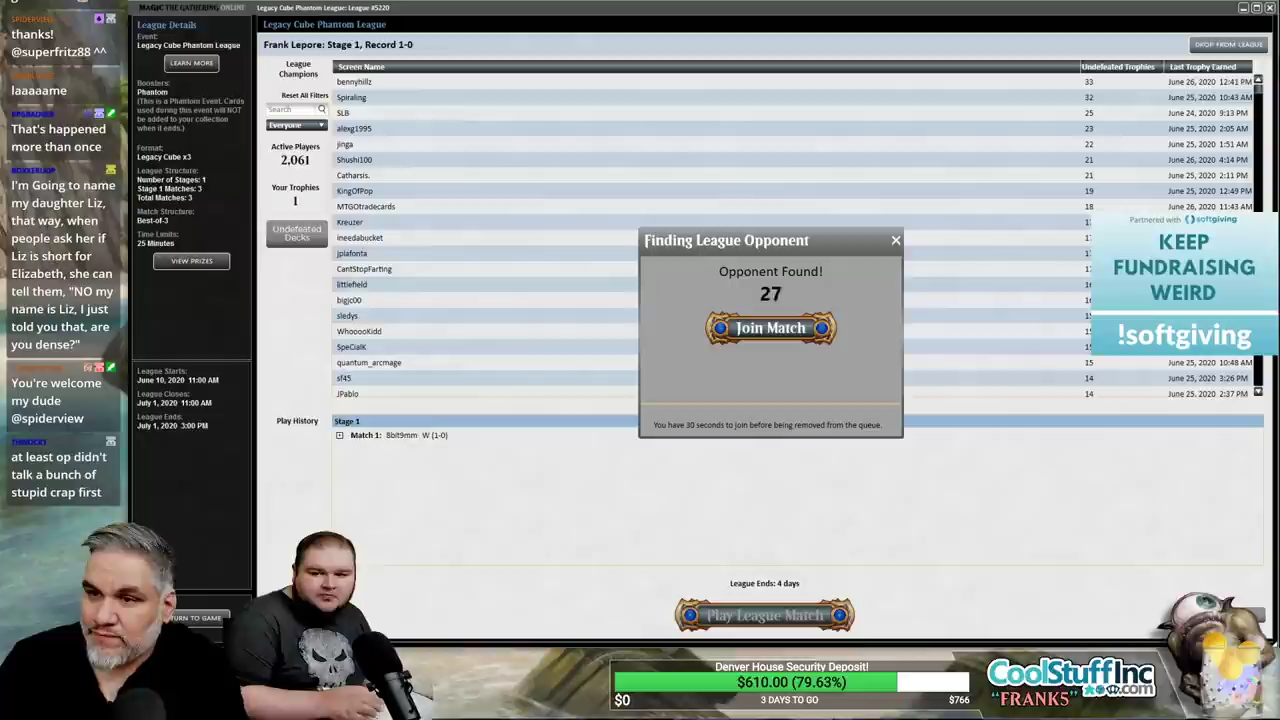 SPIDERVIEW
thanks!
@superfritz88 ^^
laaaaame
That's happened
more than once
I'm Going to name
my daughter Liz,
that way, when
people ask her if
Liz is short for
Elizabeth, she can
tell them, "NO my
name is Liz, I just
told you that, are
you dense?"
You're welcome
my dude
@spiderview
at least op didn't
talk a bunch of
stupid crap first
MAGIC THE GATHERING ONLINE
Legacy Cube Phantom League: League #5220
League Details
Event:
Legacy Cube Phantom League
LEARN MORE
Boosters:
Phantom
(This is a Phantom Event. Cards
used during this event will NOT
be added to your collection
when it ends.)
Format:
Legacy Cube x3
League Structure:
Number of Stages: 1
Stage 1 Matches: 3
Total Matches: 3
Match Structure:
Best-of-3
Time Limits:
25 Minutes
VIEW PRIZES
League Starts:
June 10, 2020 11:00 AM
League Closes:
July 1, 2020 11:00 AM
League Ends:
July 1, 2020 3:00 PM
TURN TO GAME
Legacy Cube Phantom League
Frank Lepore: Stage 1, Record 1-0
DROP FROM LEAGUE
League
Champions
Reset All Filters
Search
Everyone
Active Players
2,061
Your Trophies
1
Undefeated
Decks
Screen Name Undefeated Trophies Last Trophy Earned
bennyhillz 33 June 26, 2020 12:41 PM
Spiraling 32 June 25, 2020 10:43 AM
SLB 25 June 24, 2020 9:13 PM
alexg1995 23 June 25, 2020 2:05 AM
jinga 22 June 25, 2020 1:51 AM
Shushi100 21 June 26, 2020 4:14 PM
Catharsis. 21 June 25, 2020 2:11 PM
KingOfPop 19 June 25, 2020 12:49 PM
MTGOtradecards 18 June 26, 2020 11:43 AM
Kreuzer
ineedabucket
jplafonta
CantStopFarting
littlefield
bigjc00
sledys
WhooooKidd
SpeCialK
quantum_arcmage 15 June 25, 2020 10:48 AM
sf45 14 June 25, 2020 3:26 PM
JPablo 14 June 25, 2020 2:37 PM
Finding League Opponent
Opponent Found!
27
Join Match
You have 30 seconds to join before being removed from the queue.
Play History
Stage 1
Match 1: 8bit9mm W (1-0)
League Ends: 4 days
Play League Match
Partnered with softgiving
KEEP
FUNDRAISING
WEIRD
!softgiving
Denver House Security Deposit!
$610.00 (79.63%)
$0
3 DAYS TO GO
$766
CoolStuffInc
.com
"FRANK5"